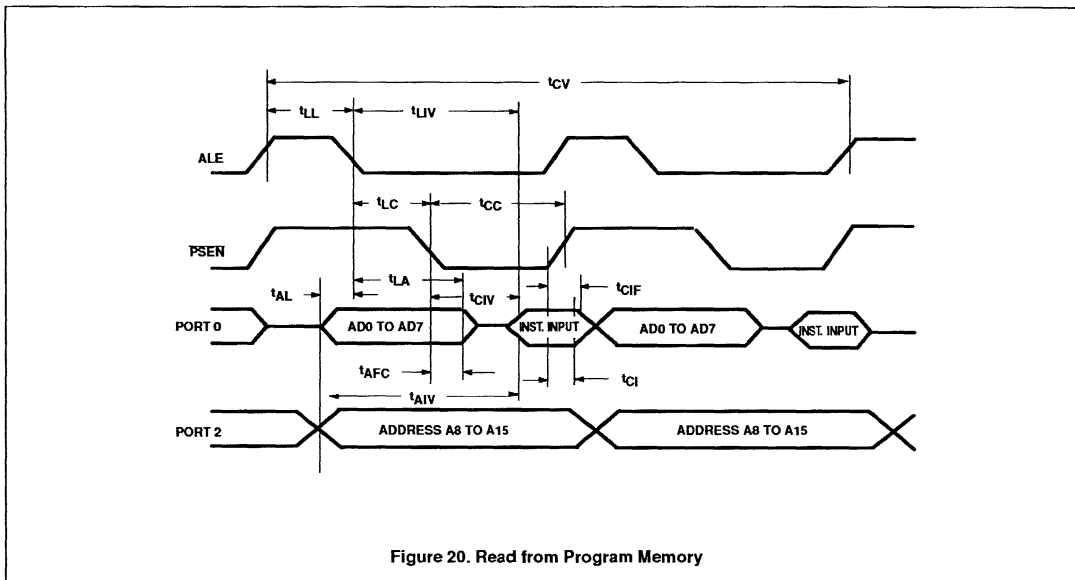 tCV
tLL
tLIV
ALE
tLC
tCC
PSEN
tLA
tAL
tCIV
tCIF
PORT 0
AD0 TO AD7
INST. INPUT
AD0 TO AD7
INST. INPUT
tAFC
tCI
tAIV
PORT 2
ADDRESS A8 TO A15
ADDRESS A8 TO A15
Figure 20. Read from Program Memory